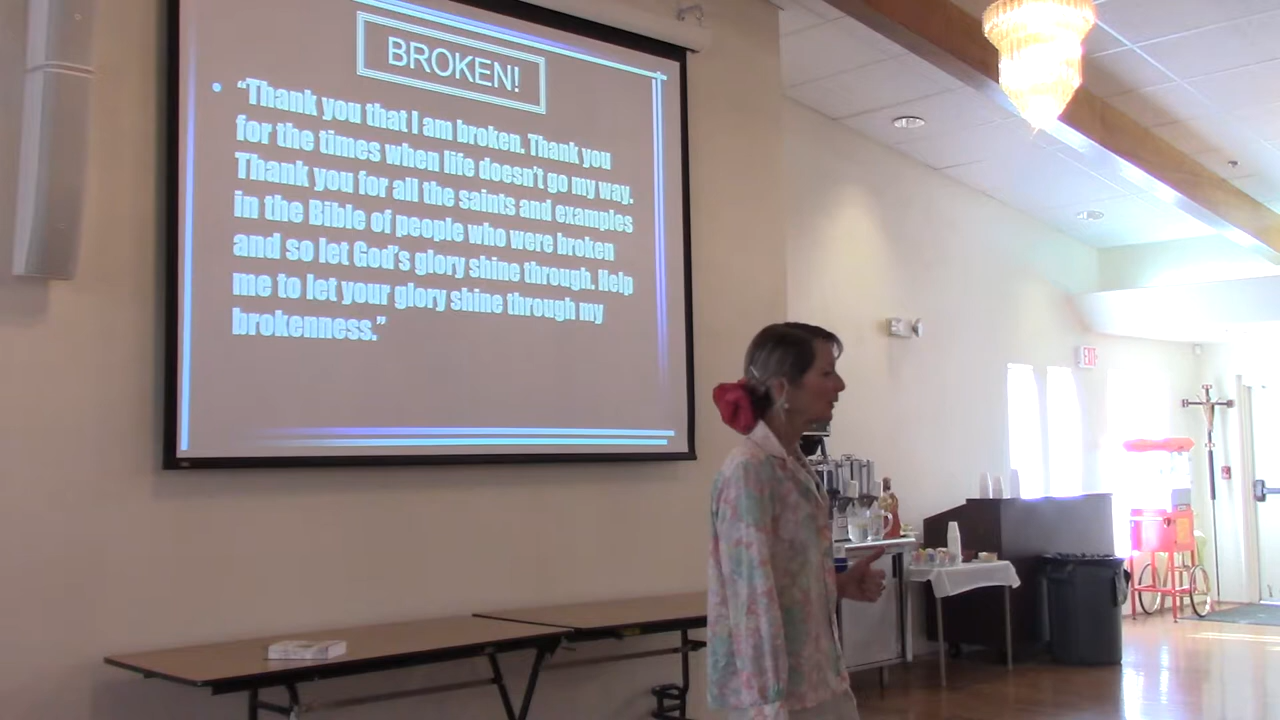 BROKEN!
• “Thank you that I am broken. Thank you
for the times when life doesn’t go my way.
Thank you for all the saints and examples
in the Bible of people who were broken
and so let God’s glory shine through. Help
me to let your glory shine through my
brokenness.”
EXIT